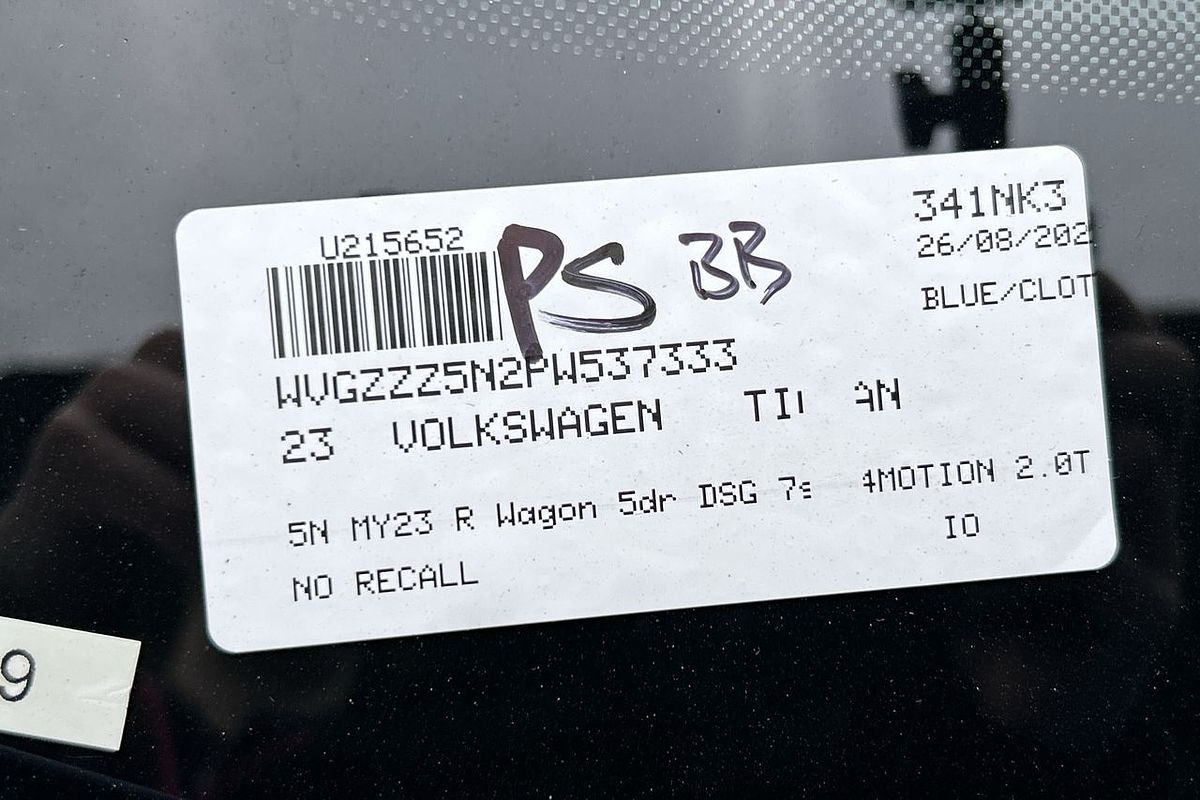 U215652
PS BB
341NK3
26/08/202
BLUE/CLOT
WVGZZZ5N2PW537333
23 VOLKSWAGEN
5N MY23 R Wagon 5dr DSG 4MOTION 2.0T
IO
NO RECALL
9